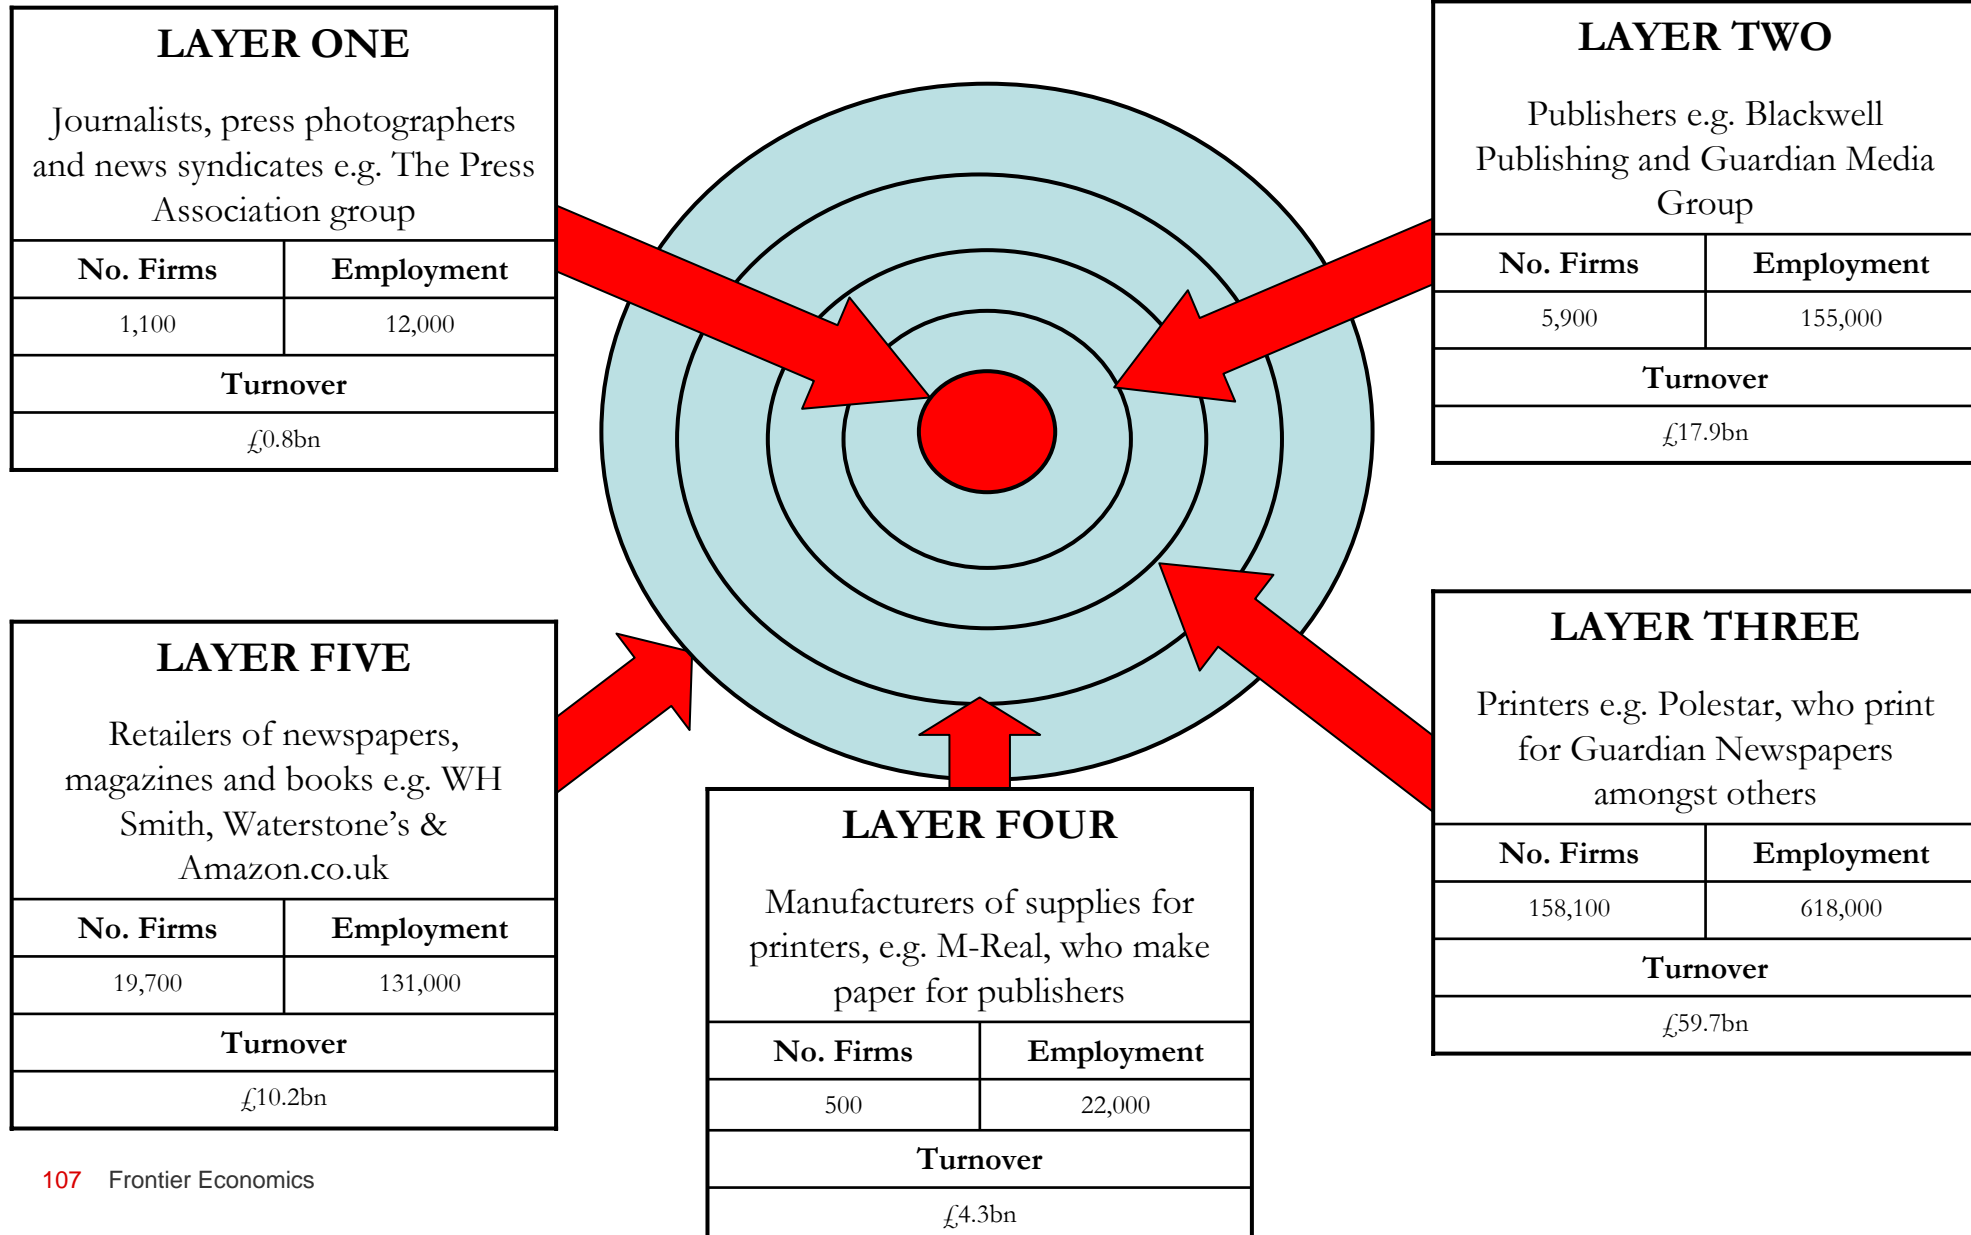 LAYER ONE
Journalists, press photographers
and news syndicates e.g. The Press
Association group
No. Firms Employment
1,100 12,000
Turnover
£0.8bn
LAYER TWO
Publishers e.g. Blackwell
Publishing and Guardian Media
Group
No. Firms Employment
5,900 155,000
Turnover
£17.9bn
LAYER THREE
Printers e.g. Polestar, who print
for Guardian Newspapers
amongst others
No. Firms Employment
158,100 618,000
Turnover
£59.7bn
LAYER FOUR
Manufacturers of supplies for
printers, e.g. M-Real, who make
paper for publishers
No. Firms Employment
500 22,000
Turnover
£4.3bn
LAYER FIVE
Retailers of newspapers,
magazines and books e.g. WH
Smith, Waterstone’s &
Amazon.co.uk
No. Firms Employment
19,700 131,000
Turnover
£10.2bn
107 Frontier Economics